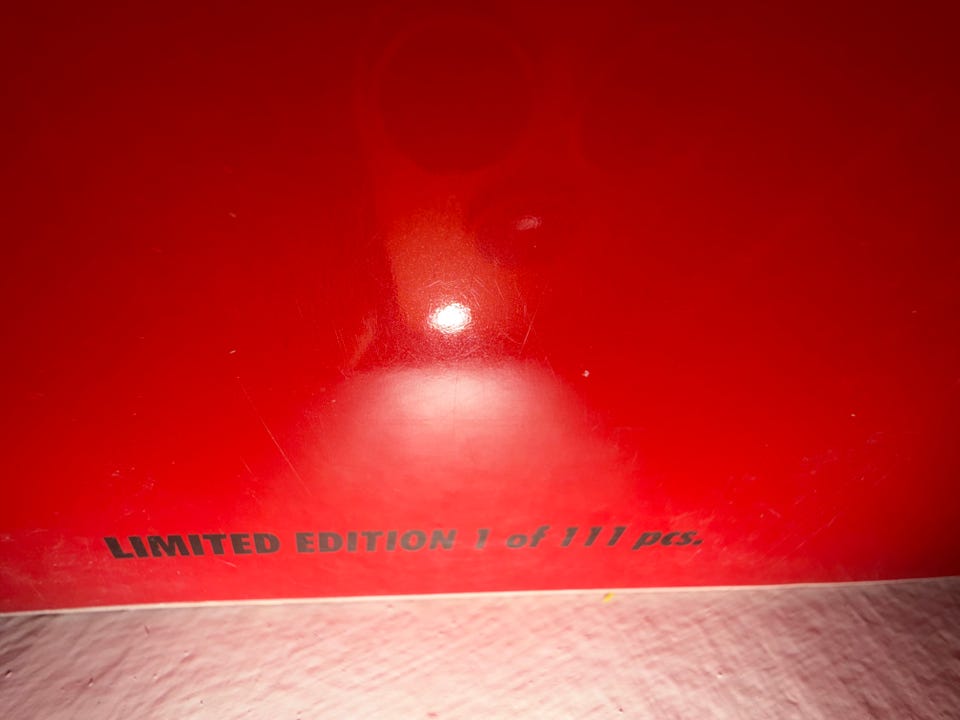 LIMITED EDITION 1 of 111 pcs.